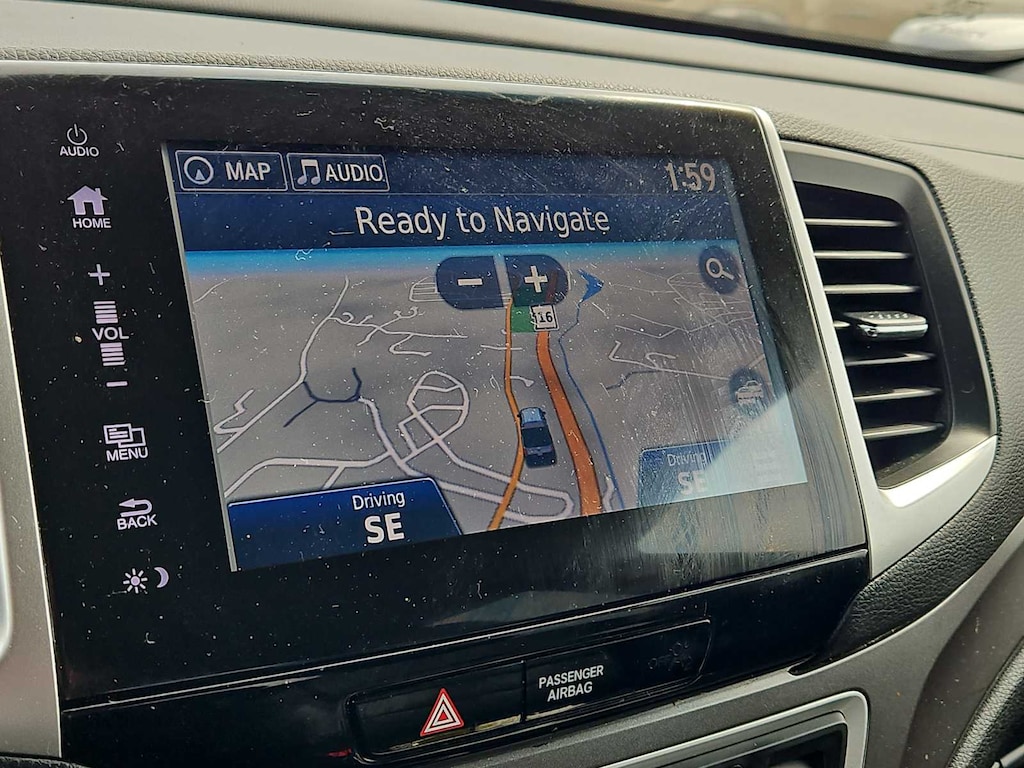 AUDIO
HOME
+
VOL
-
MENU
BACK
MAP
AUDIO
1:59
Ready to Navigate
- +
16
Driving
SE
Driving
SE
PASSENGER
AIRBAG